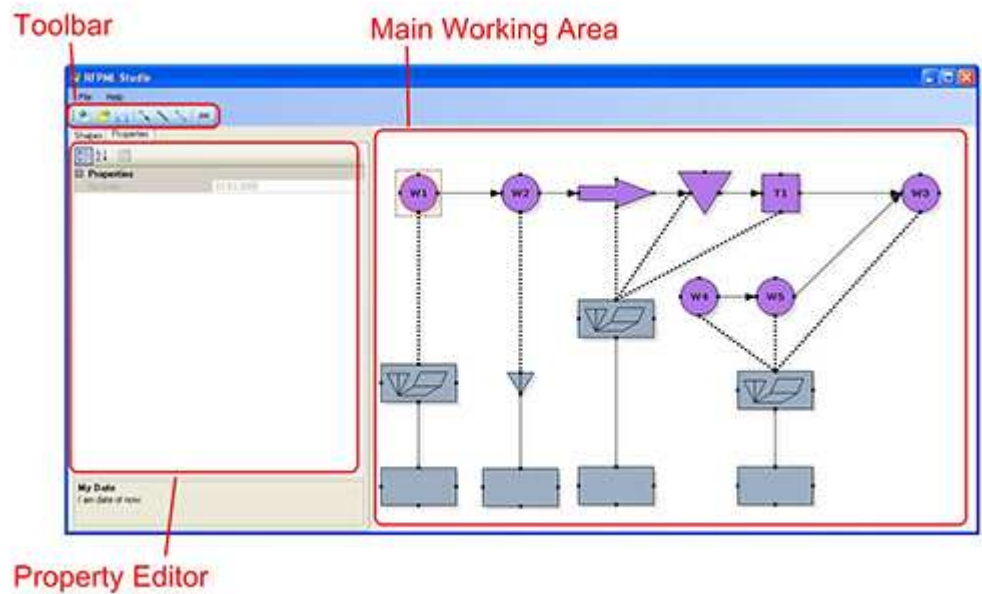 Toolbar
Main Working Area
RFPML Studio
File Help
Shapes Properties
Properties
W1
W2
T1
W3
W4
W5
My Date
I am date of now
Property Editor